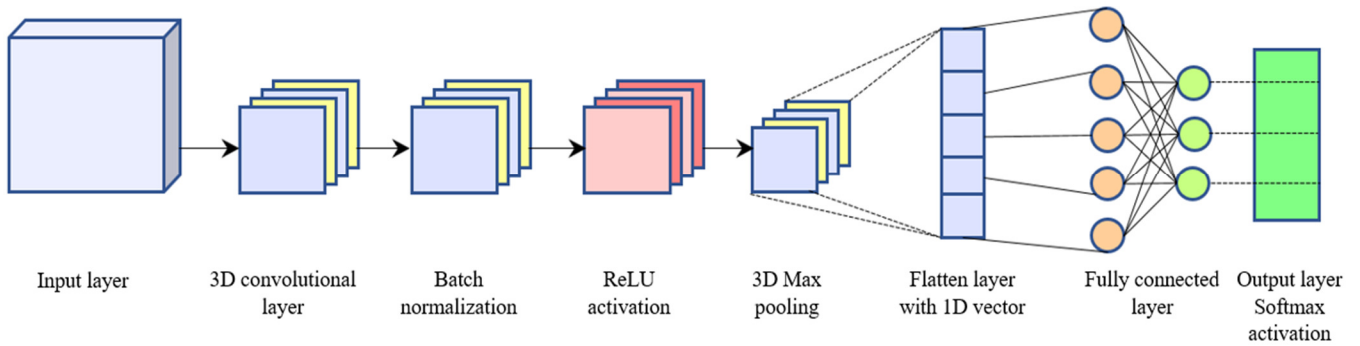 Input layer
3D convolutional
layer
Batch
normalization
ReLU
activation
3D Max
pooling
Flatten layer
with 1D vector
Fully connected
layer
Output layer
Softmax
activation